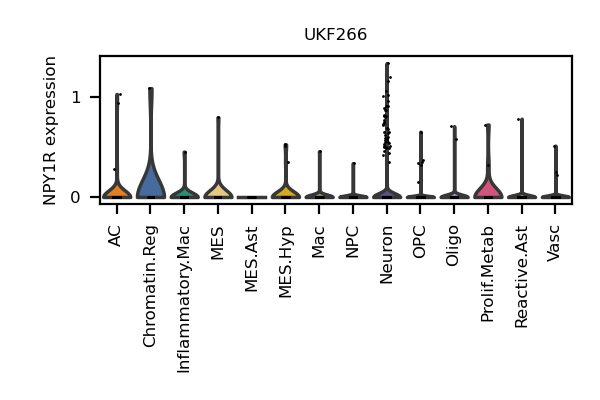 UKF266
NPY1R expression
1
0
AC
Chromatin.Reg
Inflammatory.Mac
MES
MES.Ast
MES.Hyp
Mac
NPC
Neuron
OPC
Oligo
Prolif.Metab
Reactive.Ast
Vasc